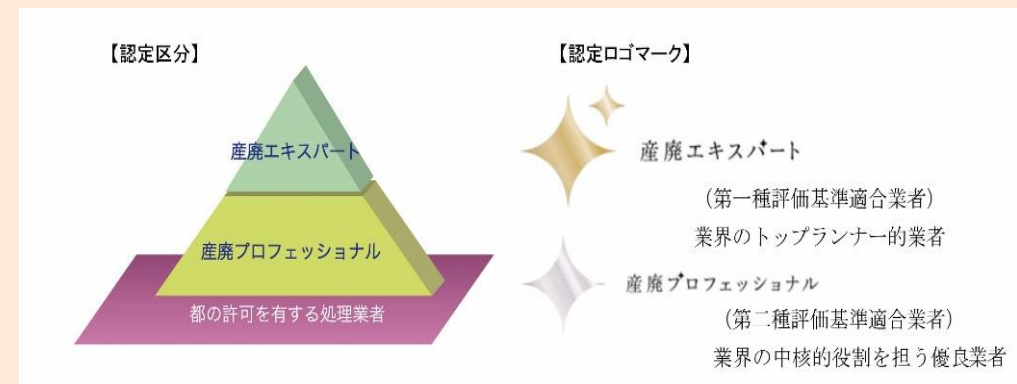 【認定区分】
産廃エキスパート
産廃プロフェッショナル
都の許可を有する処理業者
【認定ロゴマーク】
産廃エキスパート
（第一種評価基準適合業者）
業界のトップランナー的業者
産廃プロフェッショナル
（第二種評価基準適合業者）
業界の中核的役割を担う優良業者